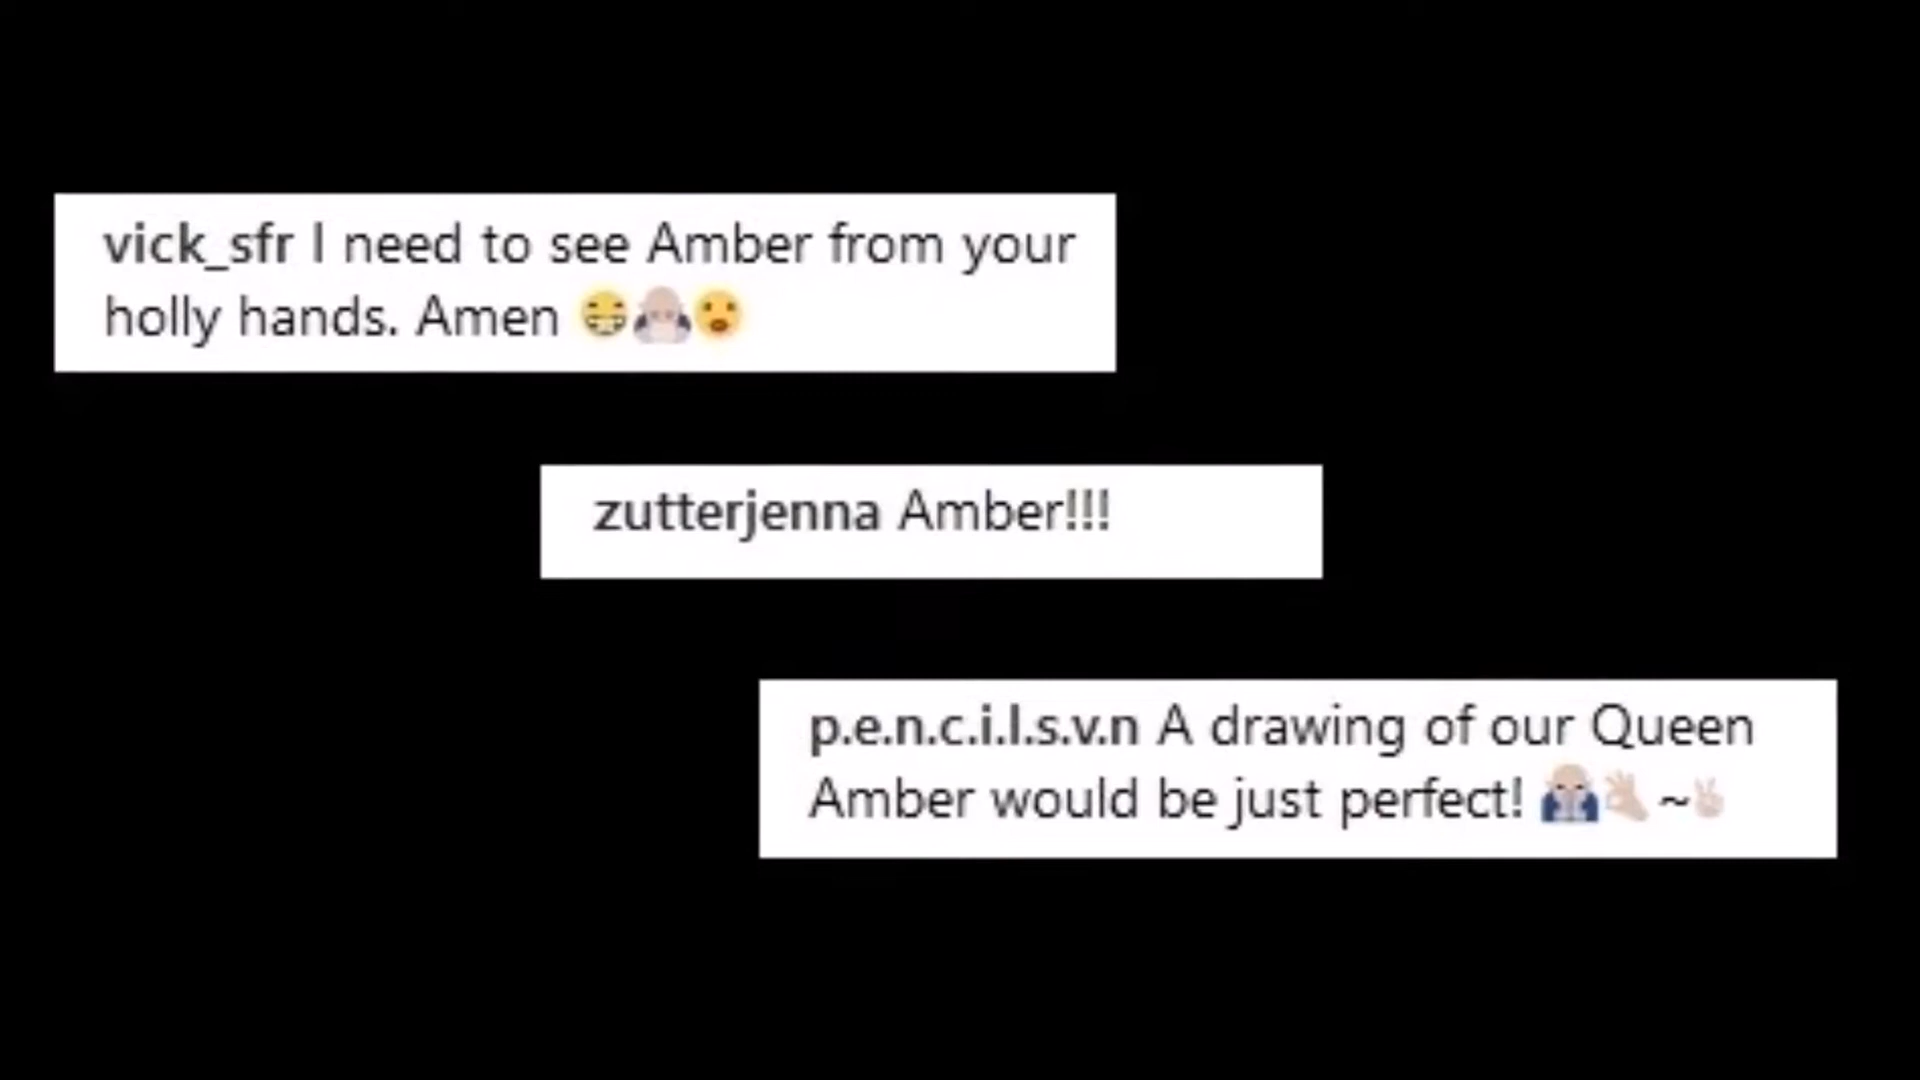 vick_sfr I need to see Amber from your
holly hands. Amen 😁🙏😮
zutterjenna Amber!!!
p.e.n.c.i.l.s.v.n A drawing of our Queen
Amber would be just perfect! 🙏👌~✌